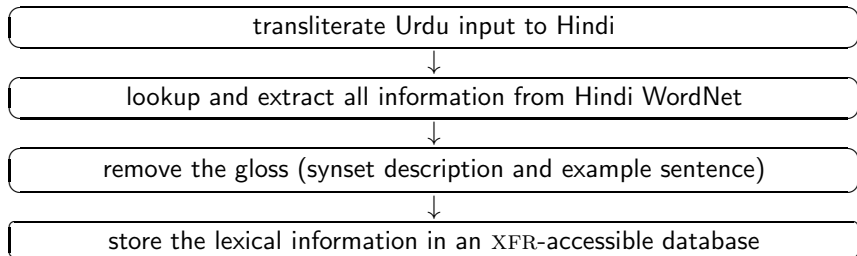 transliterate Urdu input to Hindi
↓
lookup and extract all information from Hindi WordNet
↓
remove the gloss (synset description and example sentence)
↓
store the lexical information in an XFR-accessible database